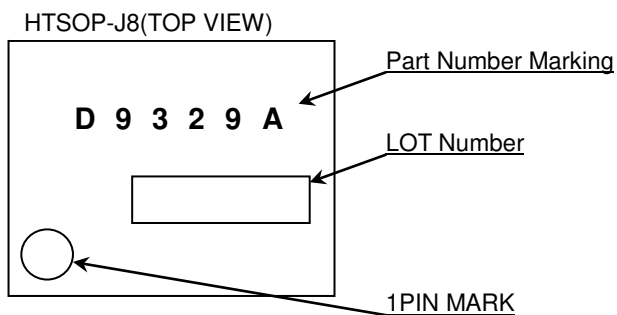 HTSOP-J8(TOP VIEW)
Part Number Marking
D 9 3 2 9 A
LOT Number
1PIN MARK